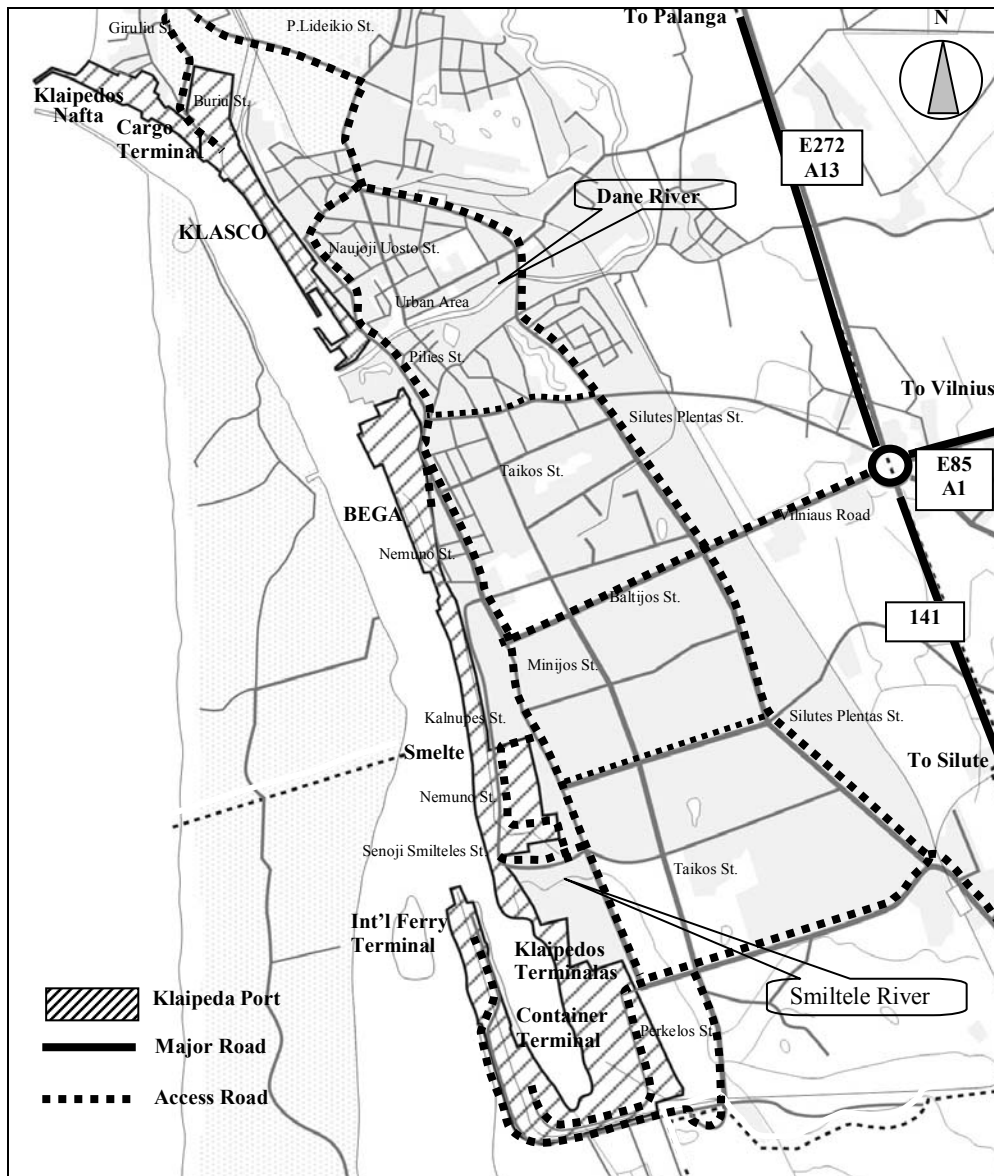 To Palanga
N
Giruliu S
P.Lideikio St.
Klaipedos
Nafta
Buriu St.
Cargo
Terminal
E272
A13
Dane River
KLASCO
Naujoji Uosto St.
Urban Area
Pilies St.
To Vilnius
Silutes Plentas St.
E85
A1
Taikos St.
BEGA
Vilniaus Road
Nemuno St.
Baltijos St.
141
Minijos St.
Kalnupes St.
Silutes Plentas St.
Smelte
To Silute
Nemuno St.
Senoji Smilteles St.
Taikos St.
Int'l Ferry
Terminal
Klaipedos
Terminalas
Smiltele River
Klaipeda Port
Container
Terminal
Perkelos St.
Major Road
Access Road